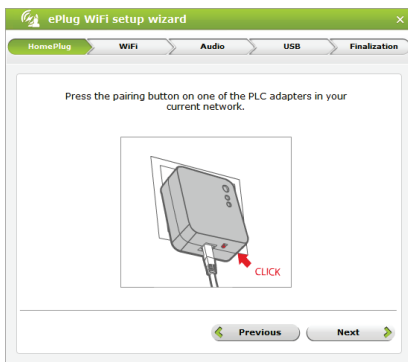 ePlug WiFi setup wizard
HomePlug WiFi Audio USB Finalization
Press the pairing button on one of the PLC adapters in your
current network.
CLICK
Previous Next